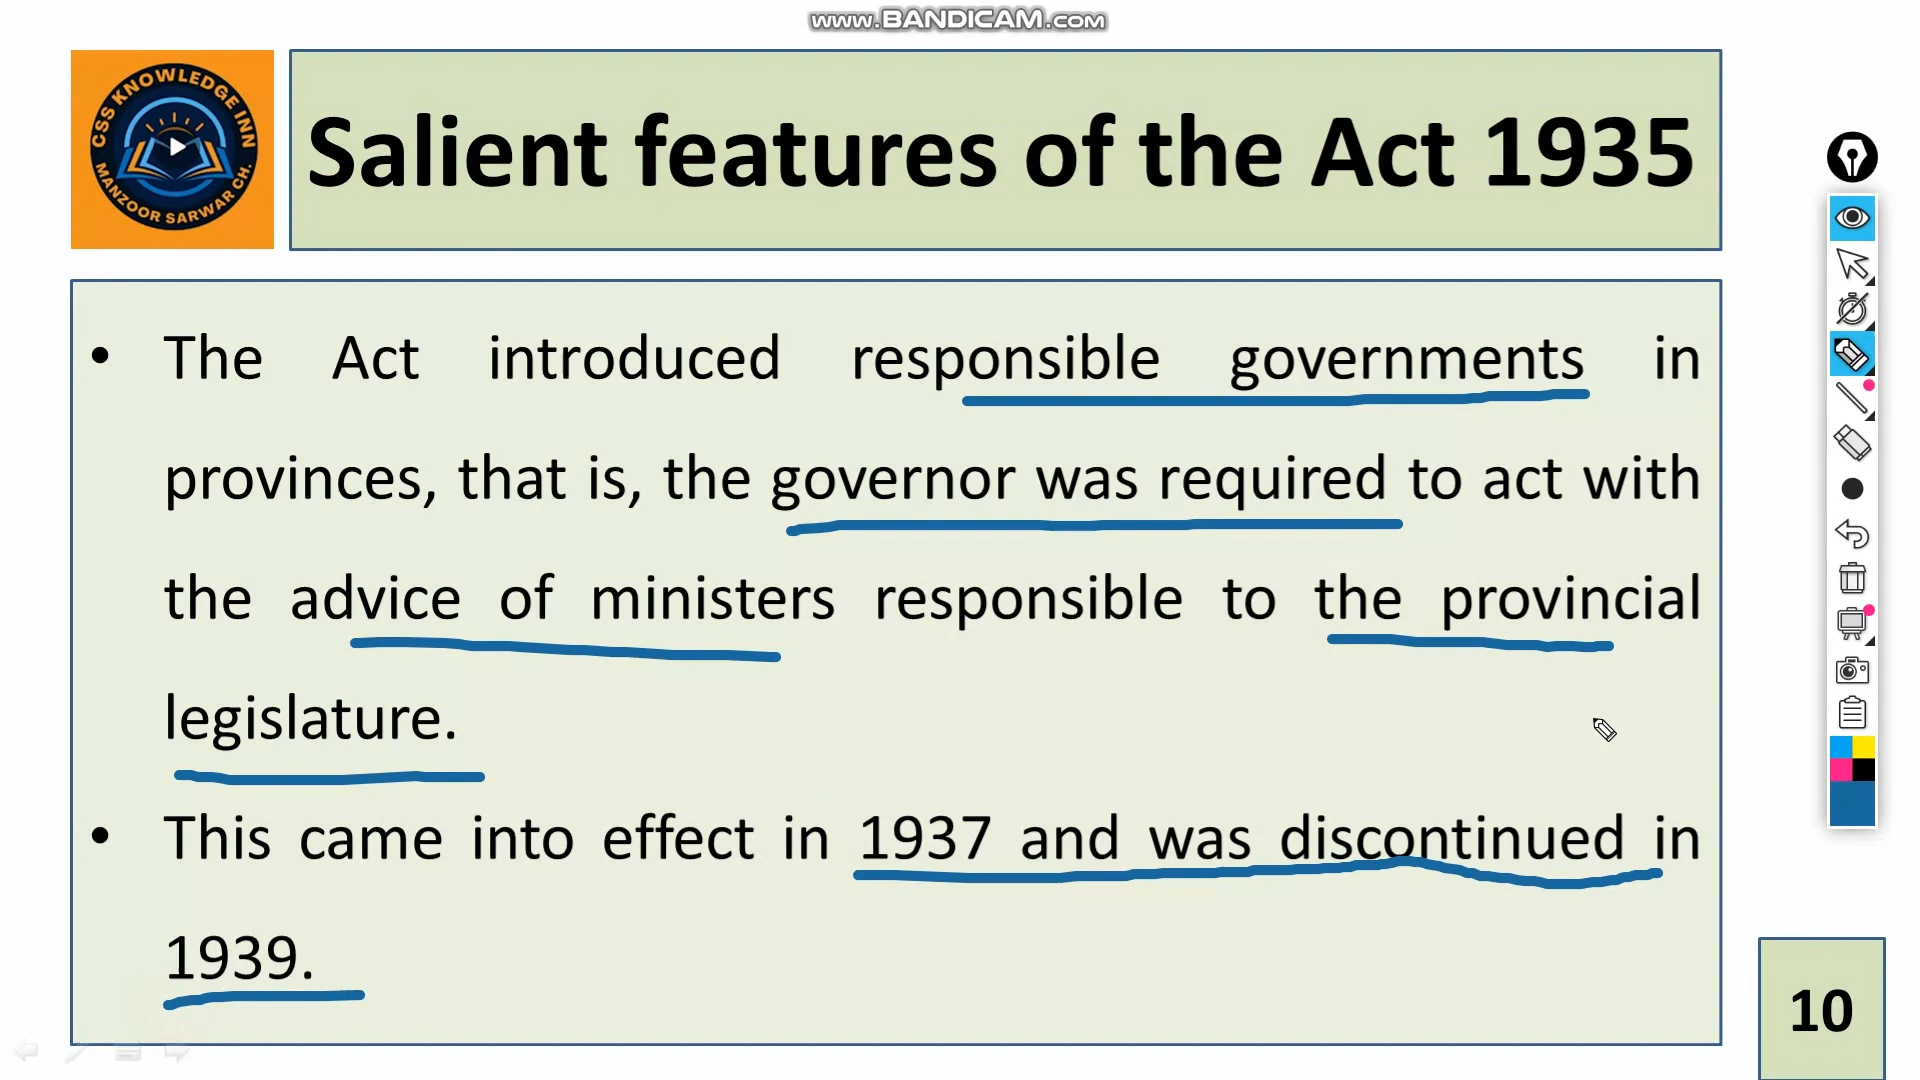 www.BANDICAM.com
CSS KNOWLEDGE INN
MANZOOR SARWAR CH.
Salient features of the Act 1935
• The Act introduced responsible governments in
provinces, that is, the governor was required to act with
the advice of ministers responsible to the provincial
legislature.
• This came into effect in 1937 and was discontinued in
1939.
10